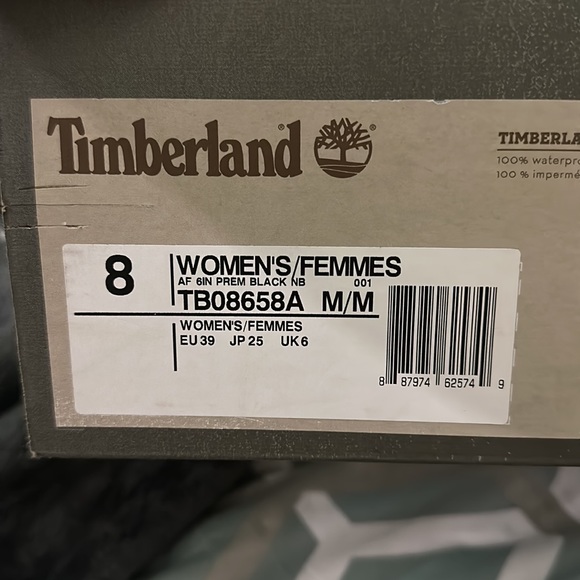 Timberland®
®
TIMBERLA
100% waterpro
100 % impermé
8
WOMEN'S/FEMMES
AF 6IN PREM BLACK NB 001
TB08658A M/M
WOMEN'S/FEMMES
EU 39 JP 25 UK 6
8 87974 62574 9